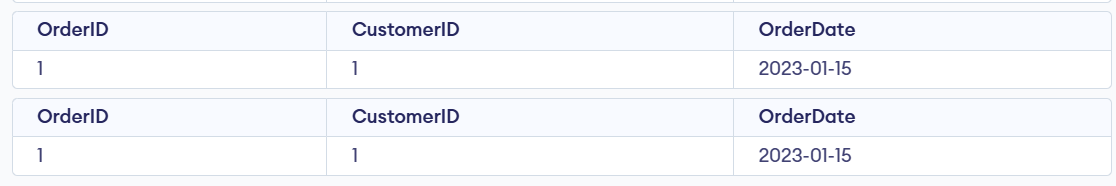 OrderID CustomerID OrderDate
1 1 2023-01-15
OrderID CustomerID OrderDate
1 1 2023-01-15